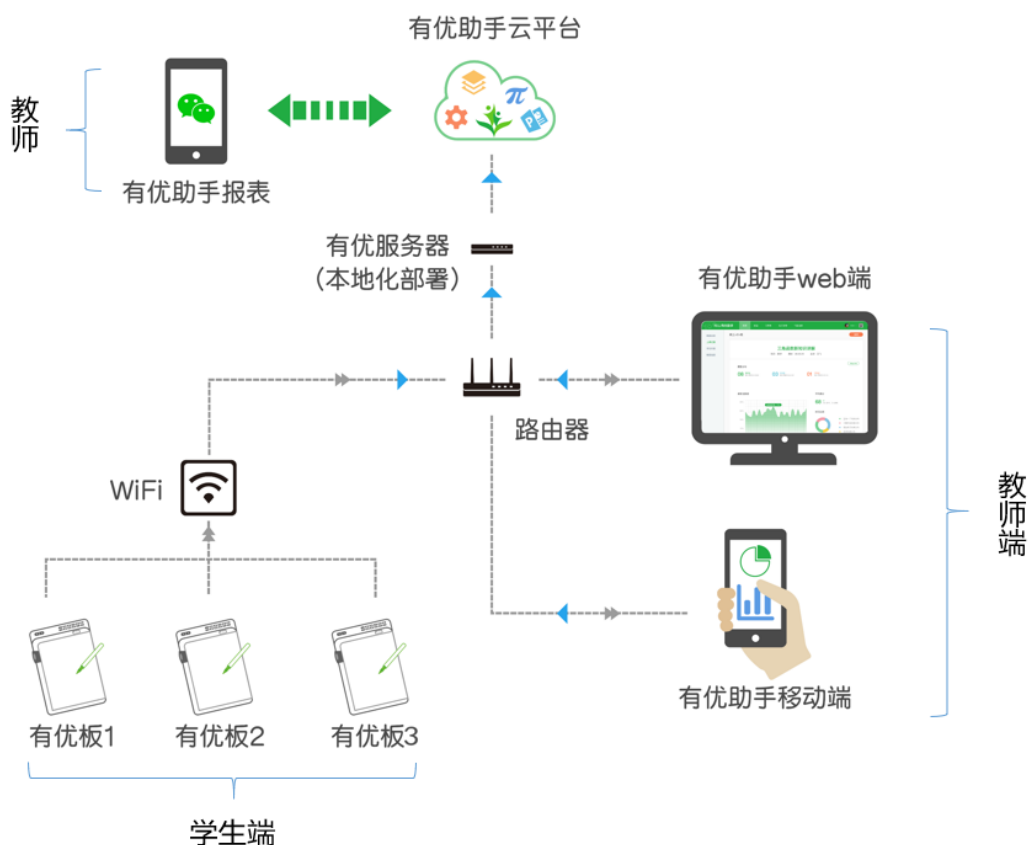 有优助手云平台
教师
有优助手报表
有优服务器
（本地化部署）
有优助手web端
路由器
WiFi
教师端
有优助手移动端
有优板1
有优板2
有优板3
学生端